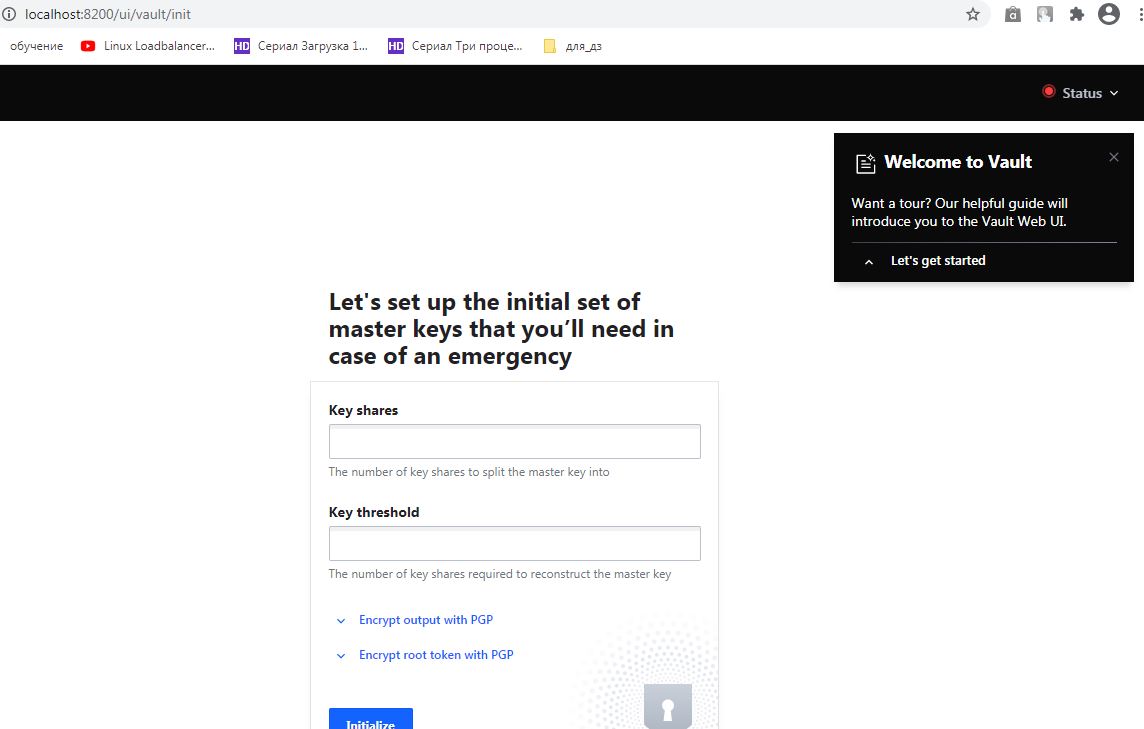 localhost:8200/ui/vault/init
обучение Linux Loadbalancer... HD Сериал Загрузка 1... HD Сериал Три проце... для_дз
Status
Welcome to Vault
Want a tour? Our helpful guide will
introduce you to the Vault Web UI.
Let's get started
Let's set up the initial set of
master keys that you’ll need in
case of an emergency
Key shares
The number of key shares to split the master key into
Key threshold
The number of key shares required to reconstruct the master key
Encrypt output with PGP
Encrypt root token with PGP
Initialize